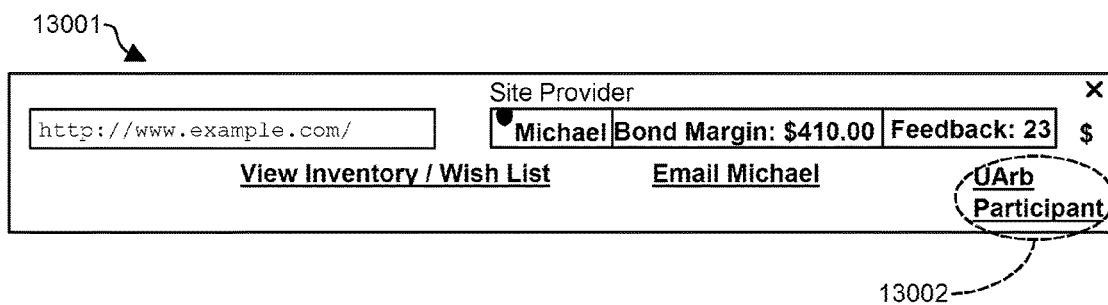 13001
Site Provider
X
http://www.example.com/
Michael Bond Margin: $410.00 Feedback: 23 $
View Inventory / Wish List Email Michael UArb
Participant
13002